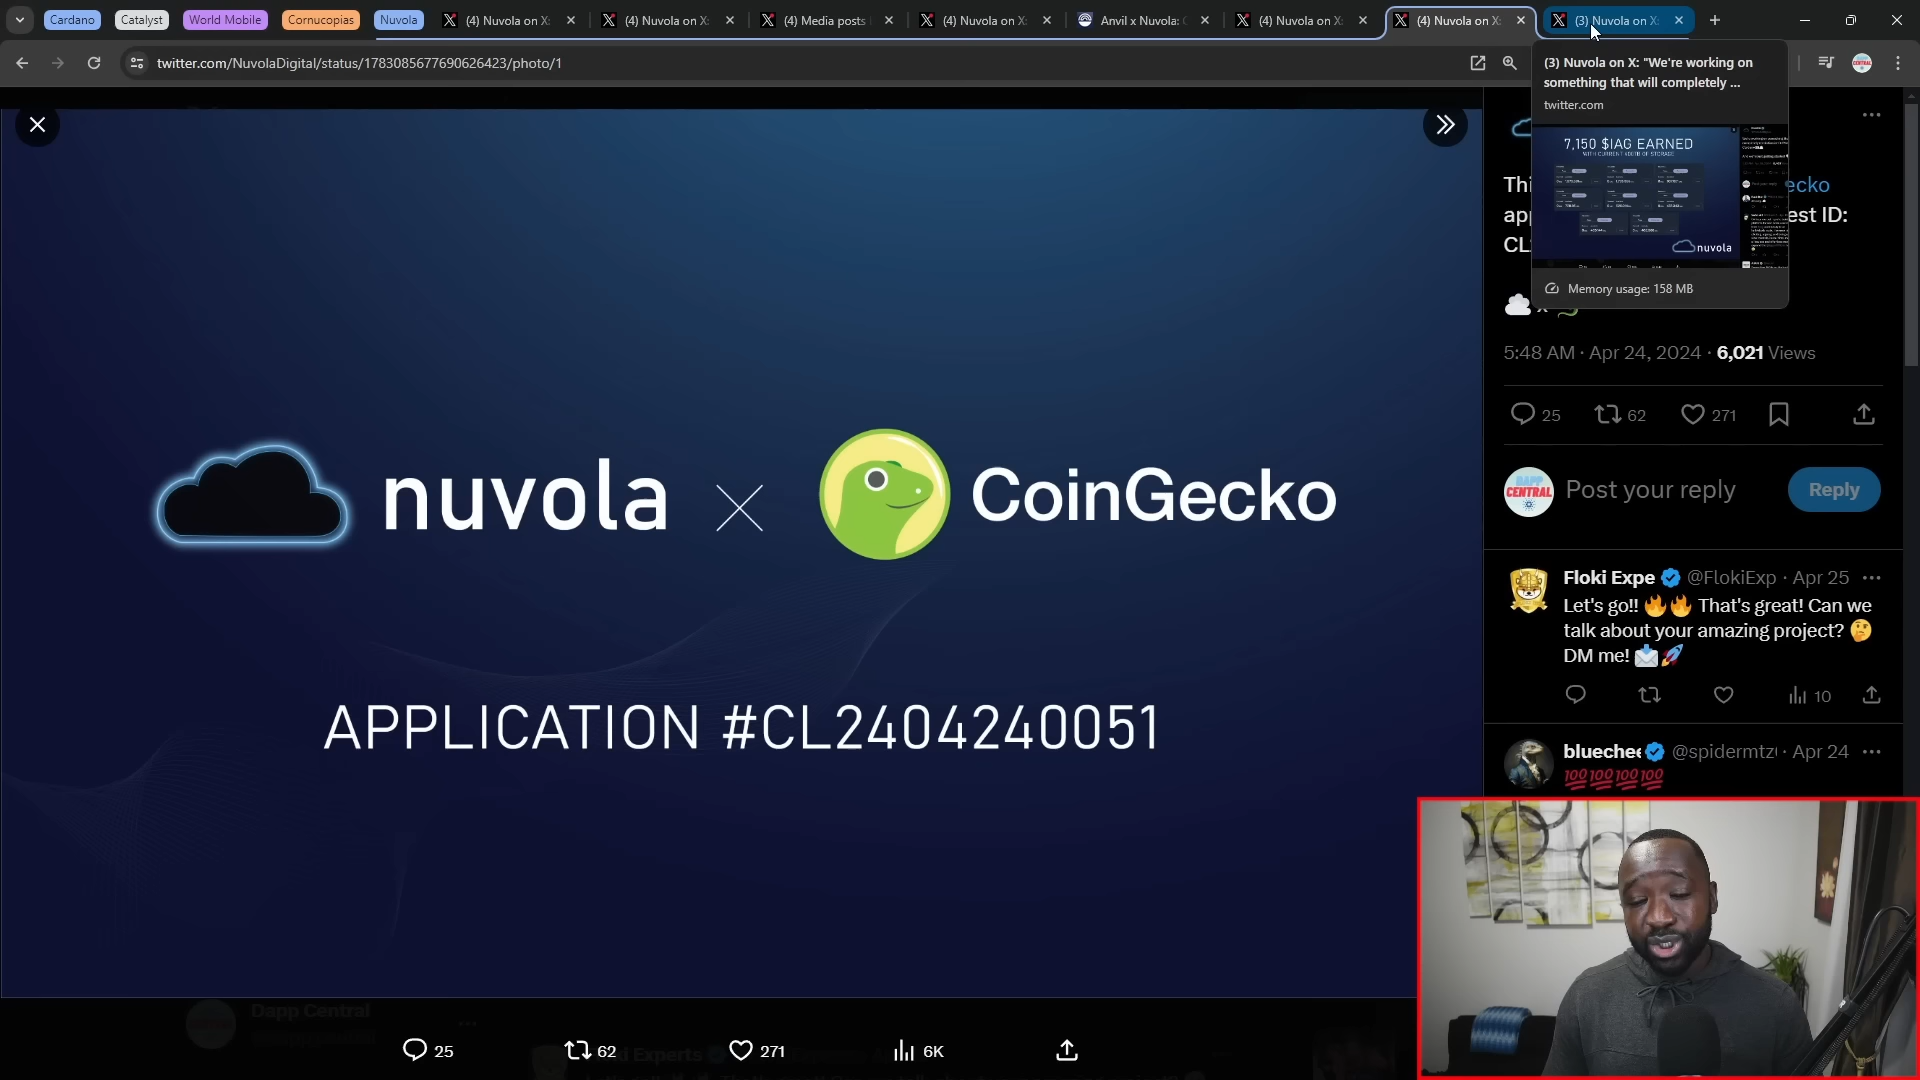 Cardano
Catalyst
World Mobile
Cornucopias
Nuvola
(4) Nuvola on X:
(4) Nuvola on X:
(4) Media posts
(4) Nuvola on X:
Anvil x Nuvola:
(4) Nuvola on X:
(4) Nuvola on X:
(3) Nuvola on X:
twitter.com/NuvolaDigital/status/1783085677690626423/photo/1
(3) Nuvola on X: "We're working on
something that will completely ...
twitter.com
7,150 $IAG EARNED
nuvola
Memory usage: 158 MB
ecko
est ID:
CL
nuvola
CoinGecko
APPLICATION #CL2404240051
5:48 AM · Apr 24, 2024 · 6,021 Views
25
62
271
DAPP
CENTRAL
Post your reply
Reply
Floki Expe @FlokiExp · Apr 25
Let's go!! 🔥🔥 That's great! Can we
talk about your amazing project? 🤔
DM me! 📩🚀
10
bluechee @spidermtz · Apr 24
💯💯💯💯
Dapp Central
25
62
271
6K